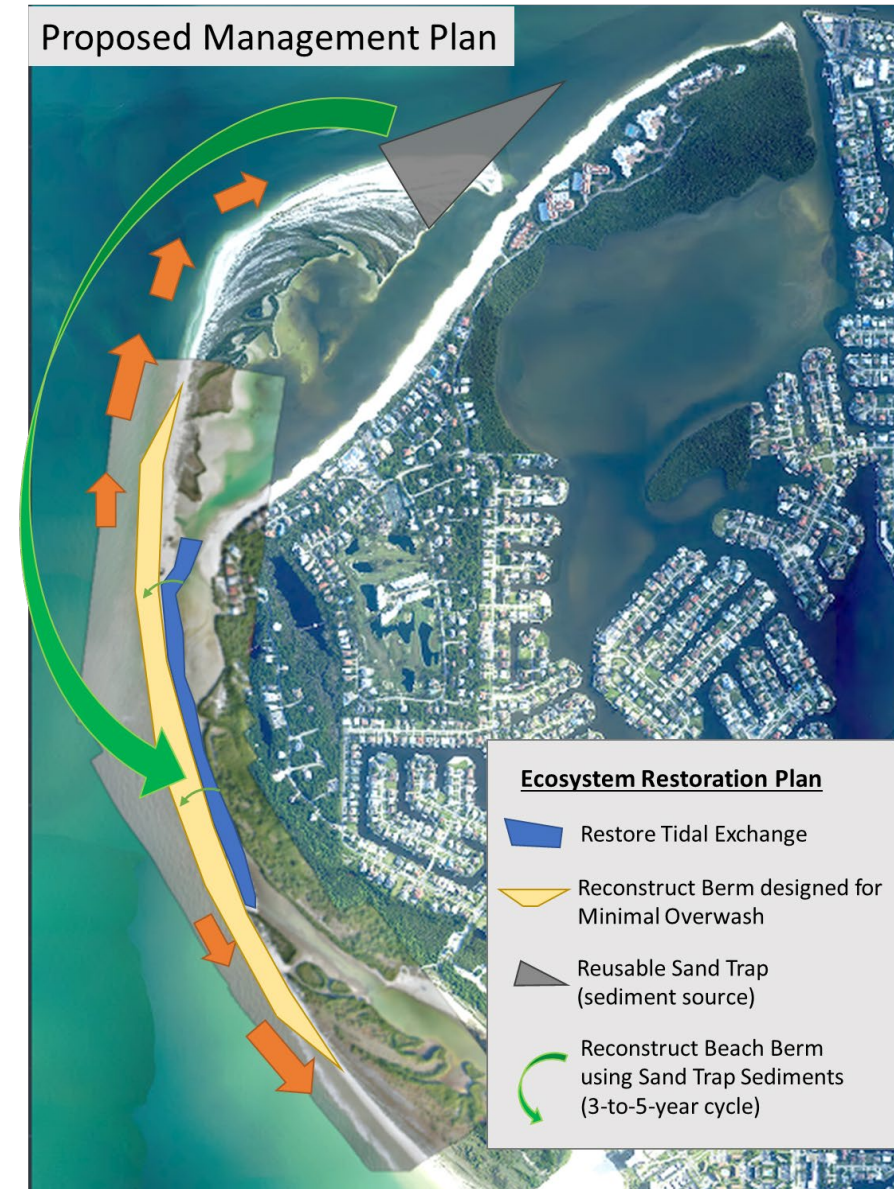 Proposed Management Plan
Ecosystem Restoration Plan
Restore Tidal Exchange
Reconstruct Berm designed for
Minimal Overwash
Reusable Sand Trap
(sediment source)
Reconstruct Beach Berm
using Sand Trap Sediments
(3-to-5-year cycle)